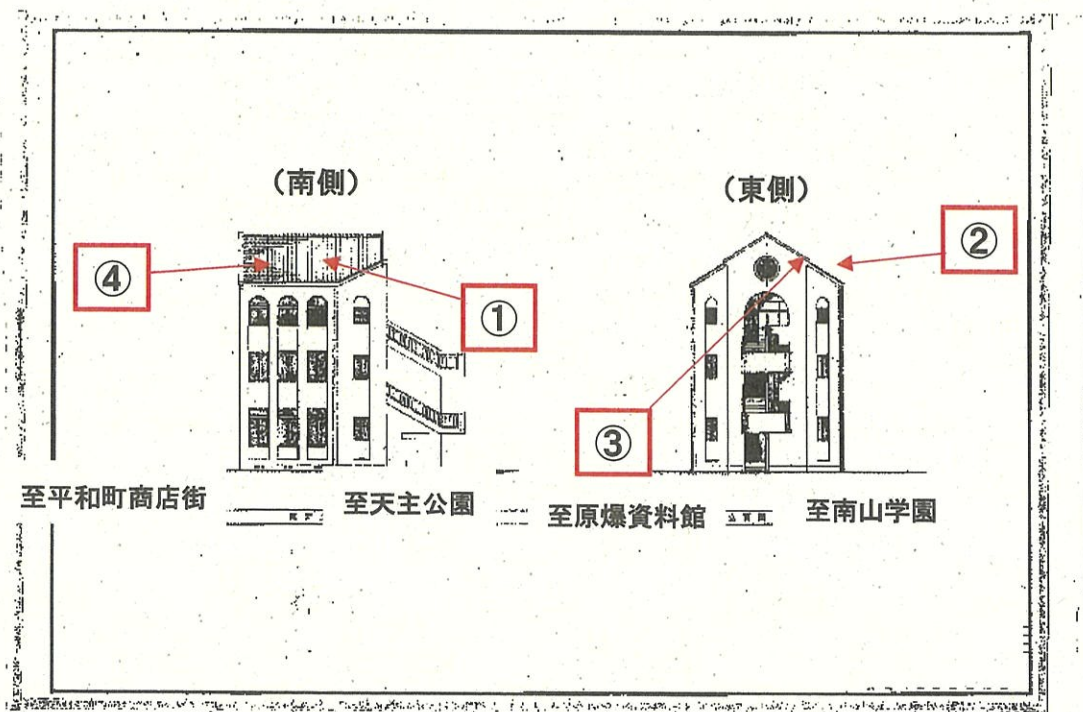 （南側）
（東側）
④
①
②
③
至平和町商店街
至天主公園
至原爆資料館
至南山学園